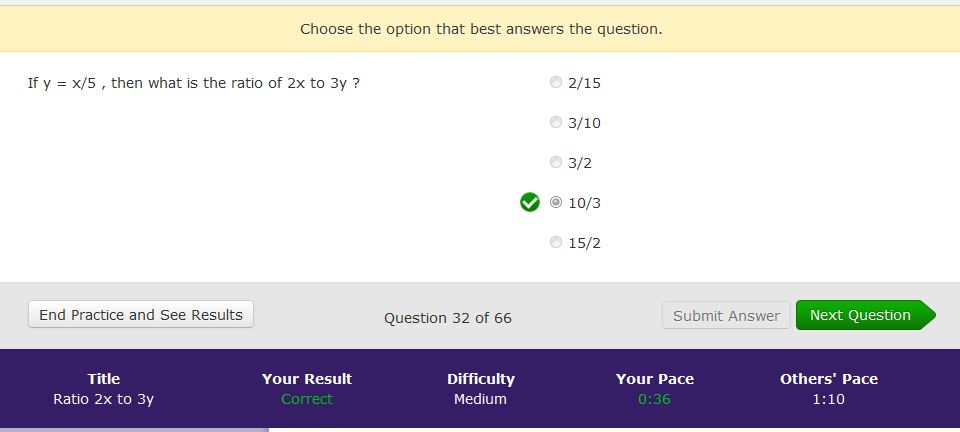 Choose the option that best answers the question.
If y = x/5 , then what is the ratio of 2x to 3y ?
2/15
3/10
3/2
10/3
15/2
End Practice and See Results
Question 32 of 66
Submit Answer
Next Question
Title
Your Result
Difficulty
Your Pace
Others' Pace
Ratio 2x to 3y
Correct
Medium
0:36
1:10